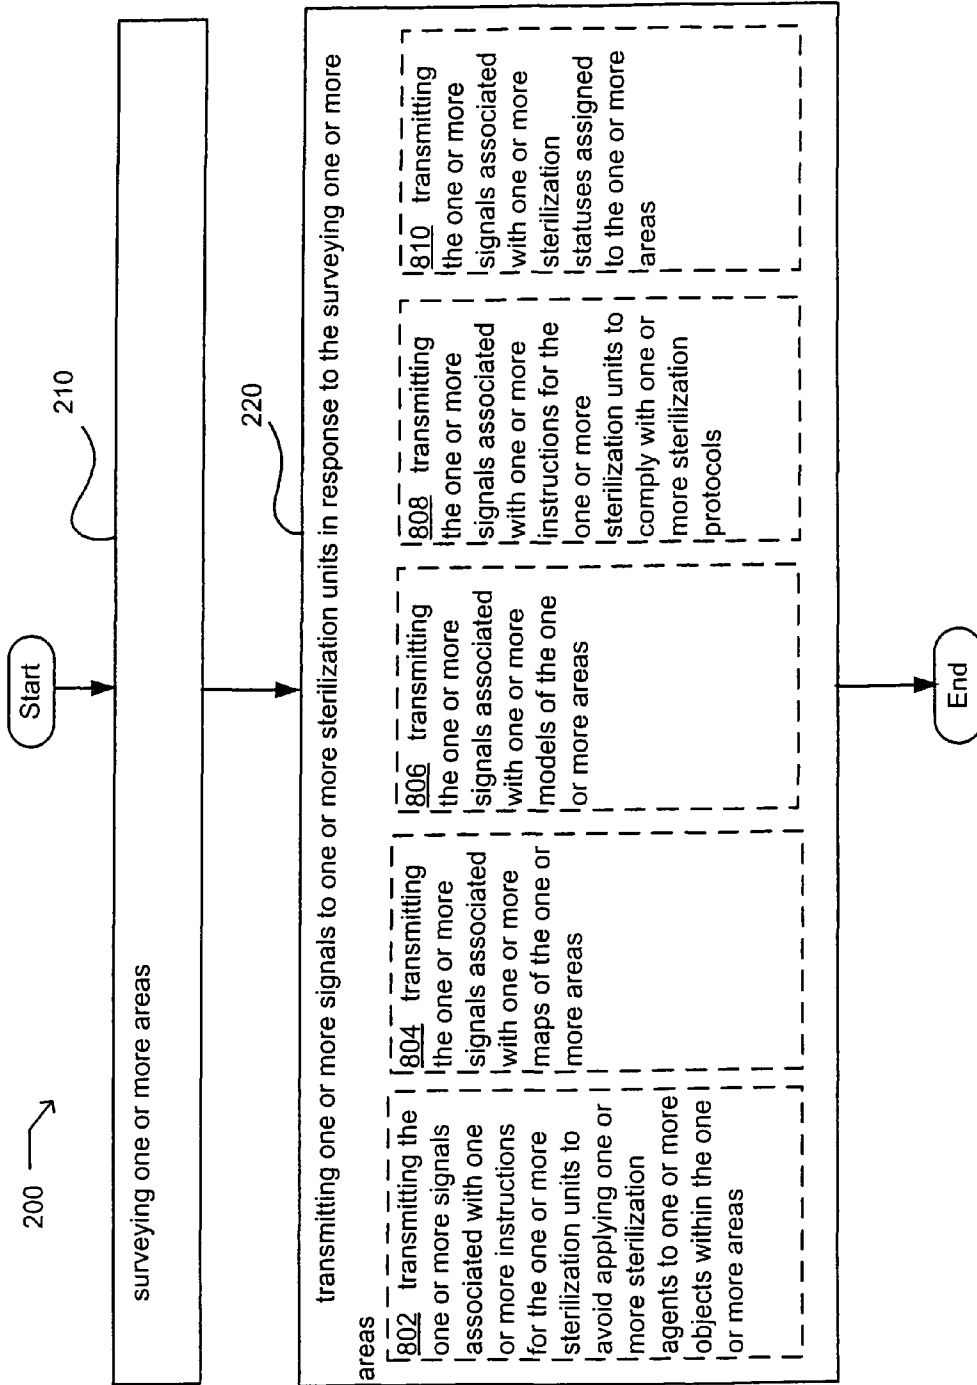 200
Start
210
surveying one or more areas
220
transmitting one or more signals to one or more sterilization units in response to the surveying one or more
areas
802 transmitting the
one or more signals
associated with one
or more instructions
for the one or more
sterilization units to
avoid applying one or
more sterilization
agents to one or more
objects within the one
or more areas
804 transmitting
the one or more
signals associated
with one or more
maps of the one or
more areas
806 transmitting
the one or more
signals associated
with one or more
models of the one
or more areas
808 transmitting
the one or more
signals associated
with one or more
instructions for the
one or more
sterilization units to
comply with one or
more sterilization
protocols
810 transmitting
the one or more
signals associated
with one or more
sterilization
statuses assigned
to the one or more
areas
End